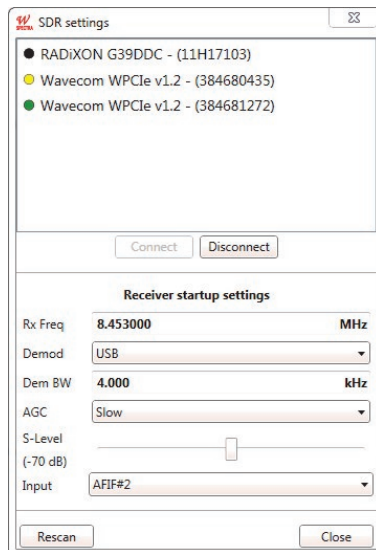 W
SPECTRA
SDR settings
RADiXON G39DDC - (11H17103)
Wavecom WPCIe v1.2 - (384680435)
Wavecom WPCIe v1.2 - (384681272)
Connect
Disconnect
Receiver startup settings
Rx Freq 8.453000 MHz
Demod USB
Dem BW 4.000 kHz
AGC Slow
S-Level
(-70 dB)
Input AFIF#2
Rescan
Close